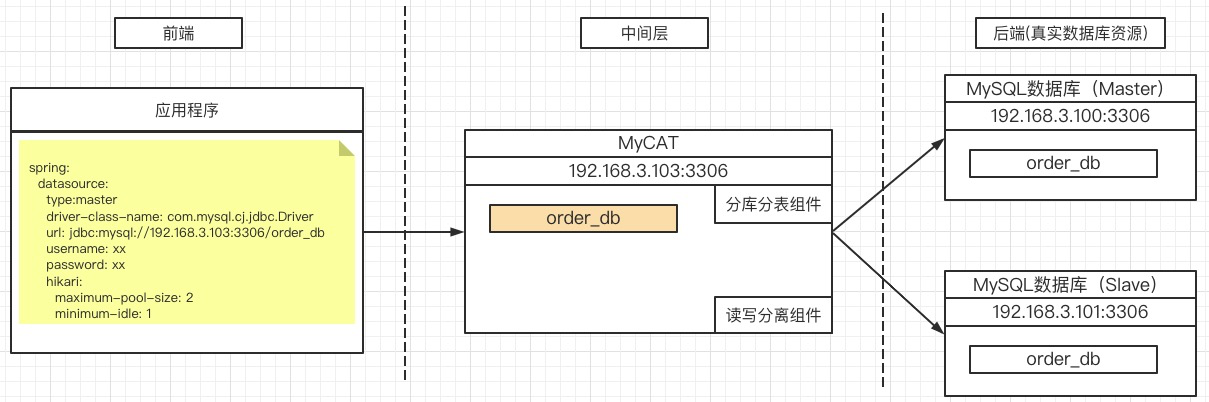 前端
中间层
后端(真实数据库资源)
应用程序
spring:
datasource:
type:master
driver-class-name: com.mysql.cj.jdbc.Driver
url: jdbc:mysql://192.168.3.103:3306/order_db
username: xx
password: xx
hikari:
maximum-pool-size: 2
minimum-idle: 1
MyCAT
192.168.3.103:3306
order_db
分库分表组件
读写分离组件
MySQL数据库（Master）
192.168.3.100:3306
order_db
MySQL数据库（Slave）
192.168.3.101:3306
order_db